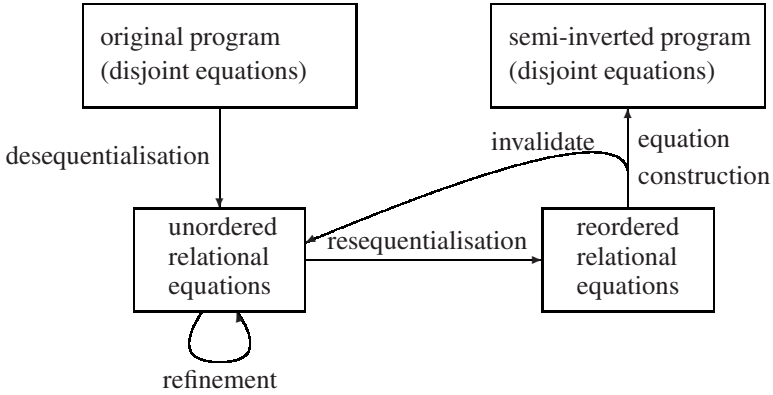 original program
(disjoint equations)
semi-inverted program
(disjoint equations)
desequentialisation
invalidate
equation
construction
unordered
relational
equations
resequentialisation
reordered
relational
equations
refinement